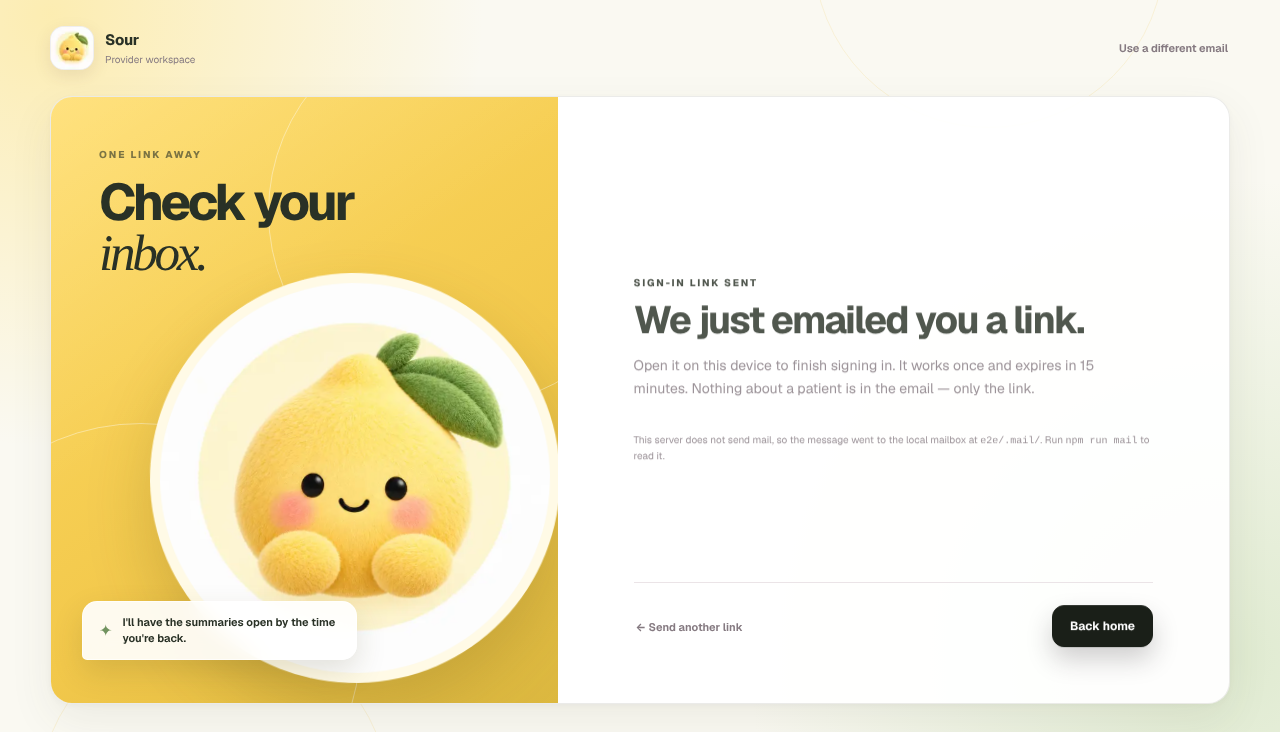 Sour
Provider workspace
Use a different email
ONE LINK AWAY
Check your
inbox.
I'll have the summaries open by the time
you're back.
SIGN-IN LINK SENT
We just emailed you a link.
Open it on this device to finish signing in. It works once and expires in 15
minutes. Nothing about a patient is in the email — only the link.
This server does not send mail, so the message went to the local mailbox at e2e/.mail/. Run npm run mail to
read it.
← Send another link
Back home